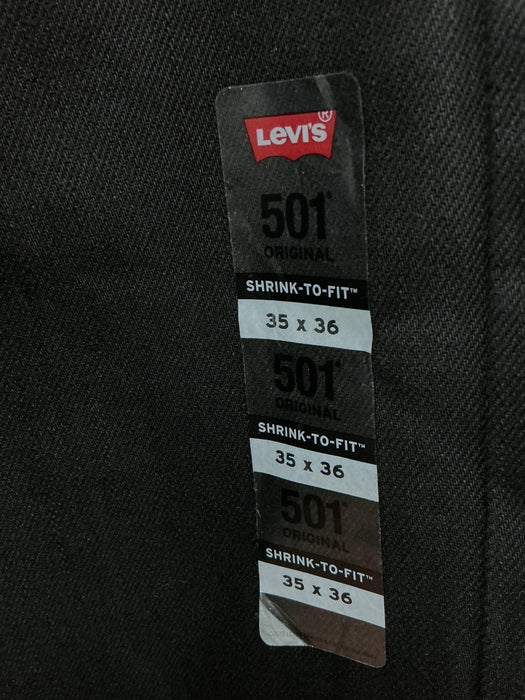 LEVI'S®
501®
ORIGINAL
SHRINK-TO-FIT™
35 x 36
501®
ORIGINAL
SHRINK-TO-FIT™
35 x 36
501®
ORIGINAL
SHRINK-TO-FIT™
35 x 36